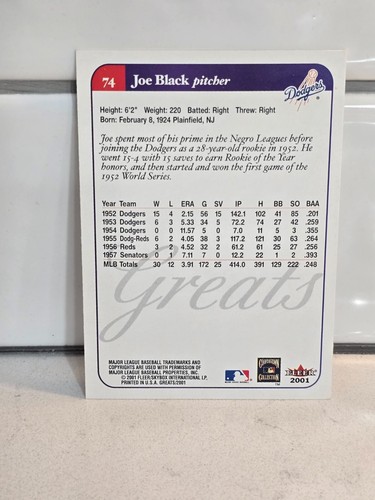 74 Joe Black pitcher
Dodgers
Height: 6'2" Weight: 220 Batted: Right Threw: Right
Born: February 8, 1924 Plainfield, NJ
Joe spent most of his prime in the Negro Leagues before
joining the Dodgers as a 28-year-old rookie in 1952. He
went 15-4 with 15 saves to earn Rookie of the Year
honors, and then started and won the first game of the
1952 World Series.
Year Team W L ERA G SV IP H BB SO BAA
1952 Dodgers 15 4 2.15 56 15 142.1 102 41 85 .201
1953 Dodgers 6 3 5.33 34 5 72.2 74 27 42 .259
1954 Dodgers 0 0 11.57 5 0 7.0 11 5 3 .355
1955 Dodg-Reds 6 2 4.05 38 3 117.2 121 30 63 .264
1956 Reds 3 2 4.52 32 2 61.2 61 25 27 .256
1957 Senators 0 1 7.11 7 0 12.2 22 1 2 .393
MLB Totals 30 12 3.91 172 25 414.0 391 129 222 .248
Greats
MAJOR LEAGUE BASEBALL TRADEMARKS AND
COPYRIGHTS ARE USED WITH PERMISSION OF
MAJOR LEAGUE BASEBALL PROPERTIES, INC.
© 2001 FLEER/SKYBOX INTERNATIONAL LP.
PRINTED IN U.S.A. GREATS/2001
COOPERSTOWN
COLLECTION
FLEER
2001